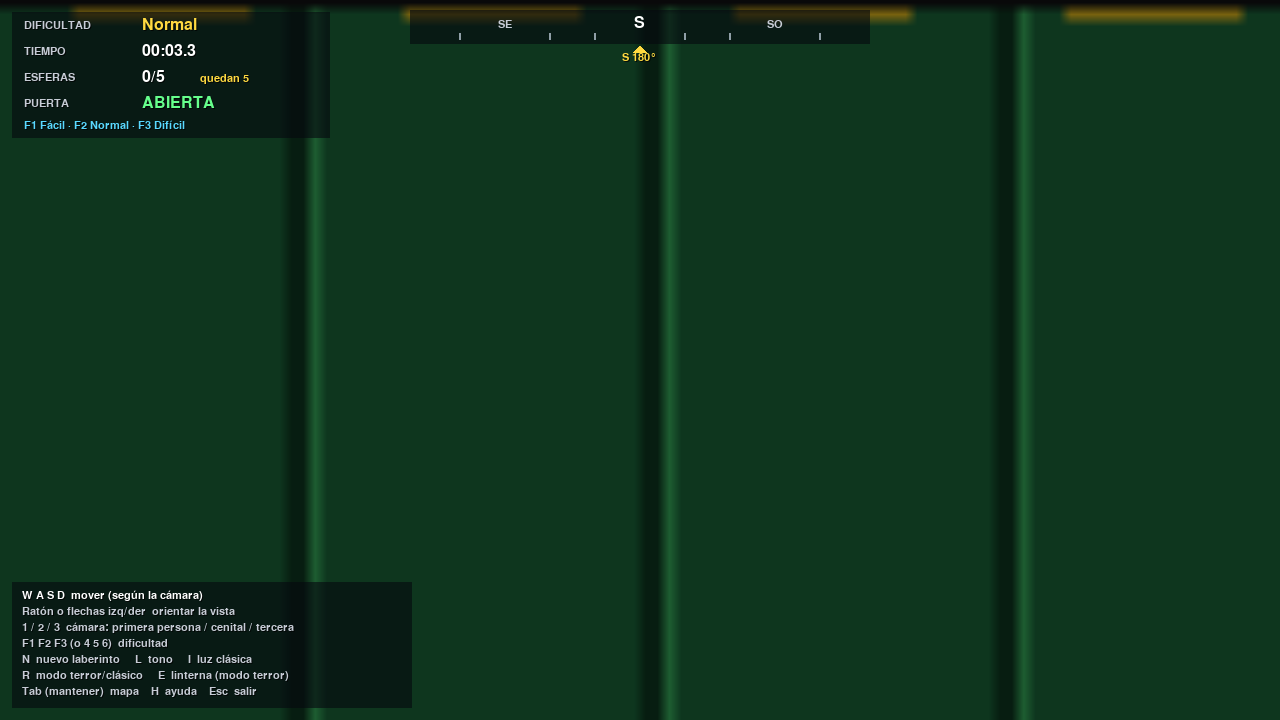 DIFICULTAD Normal
TIEMPO 00:03.3
ESFERAS 0/5 quedan 5
PUERTA ABIERTA
F1 Fácil · F2 Normal · F3 Difícil
SE S SO
S 180°
W A S D mover (según la cámara)
Ratón o flechas izq/der orientar la vista
1 / 2 / 3 cámara: primera persona / cenital / tercera
F1 F2 F3 (o 4 5 6) dificultad
N nuevo laberinto L tono I luz clásica
R modo terror/clásico E linterna (modo terror)
Tab (mantener) mapa H ayuda Esc salir